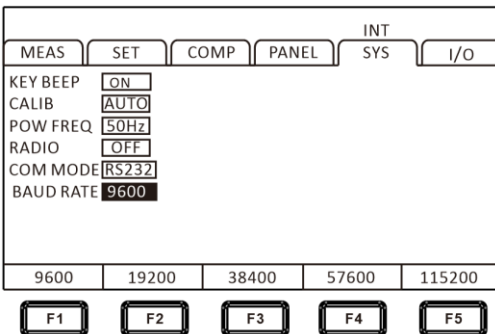 INT
MEAS SET COMP PANEL SYS I/O
KEY BEEP ON
CALIB AUTO
POW FREQ 50Hz
RADIO OFF
COM MODE RS232
BAUD RATE 9600
9600 19200 38400 57600 115200
F1 F2 F3 F4 F5